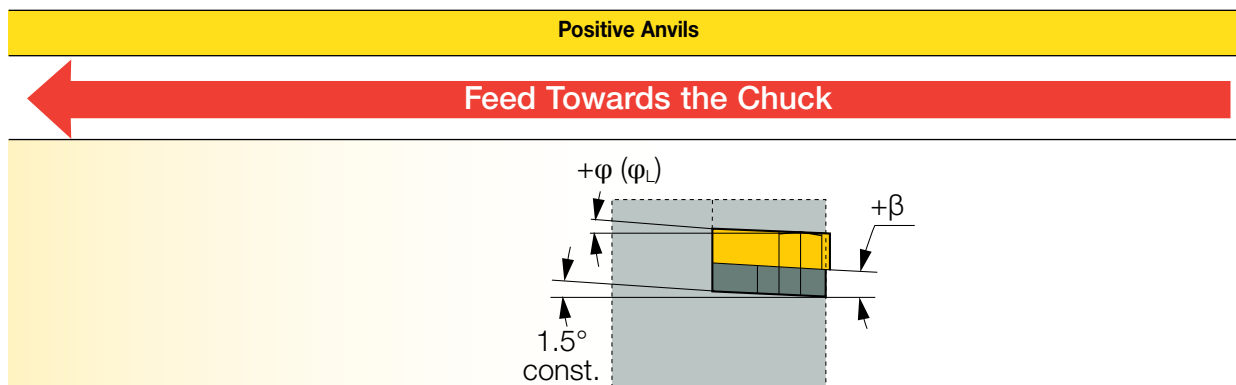 Positive Anvils
Feed Towards the Chuck
+φ (φL)
+β
1.5°
const.